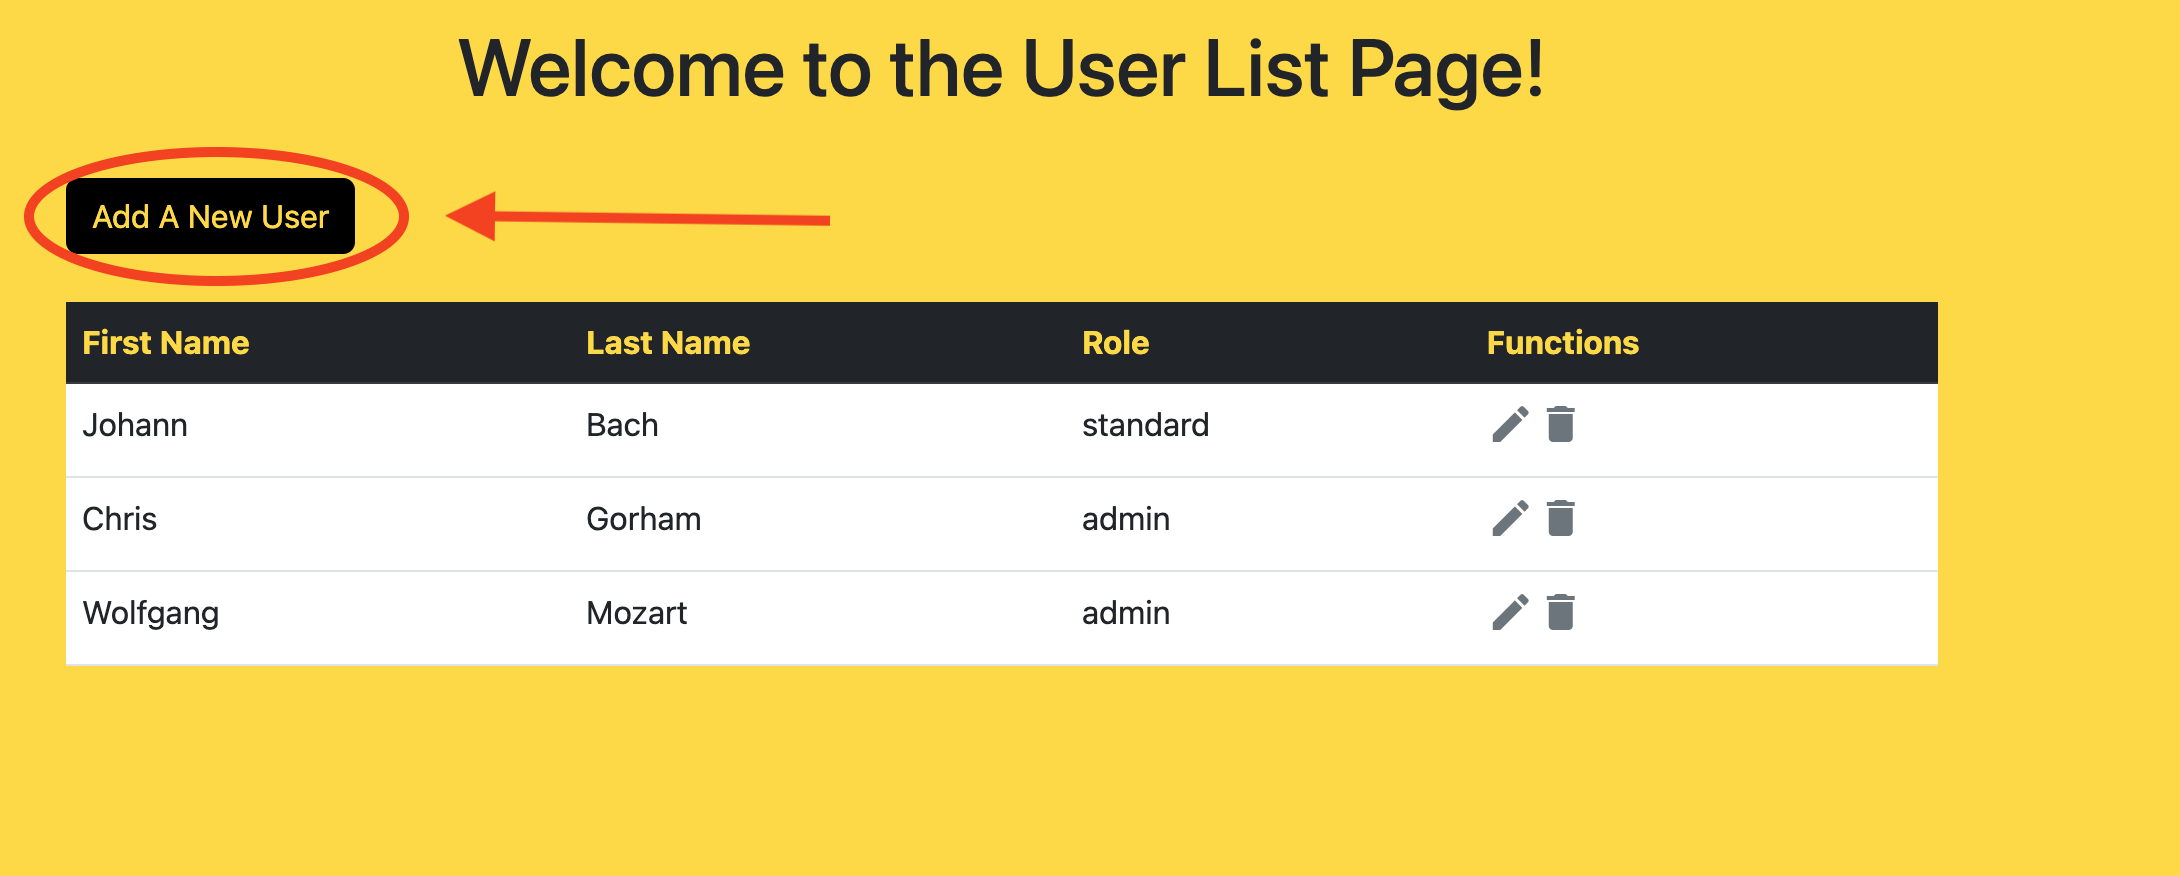 Welcome to the User List Page!
Add A New User
First Name Last Name Role Functions
Johann Bach standard
Chris Gorham admin
Wolfgang Mozart admin